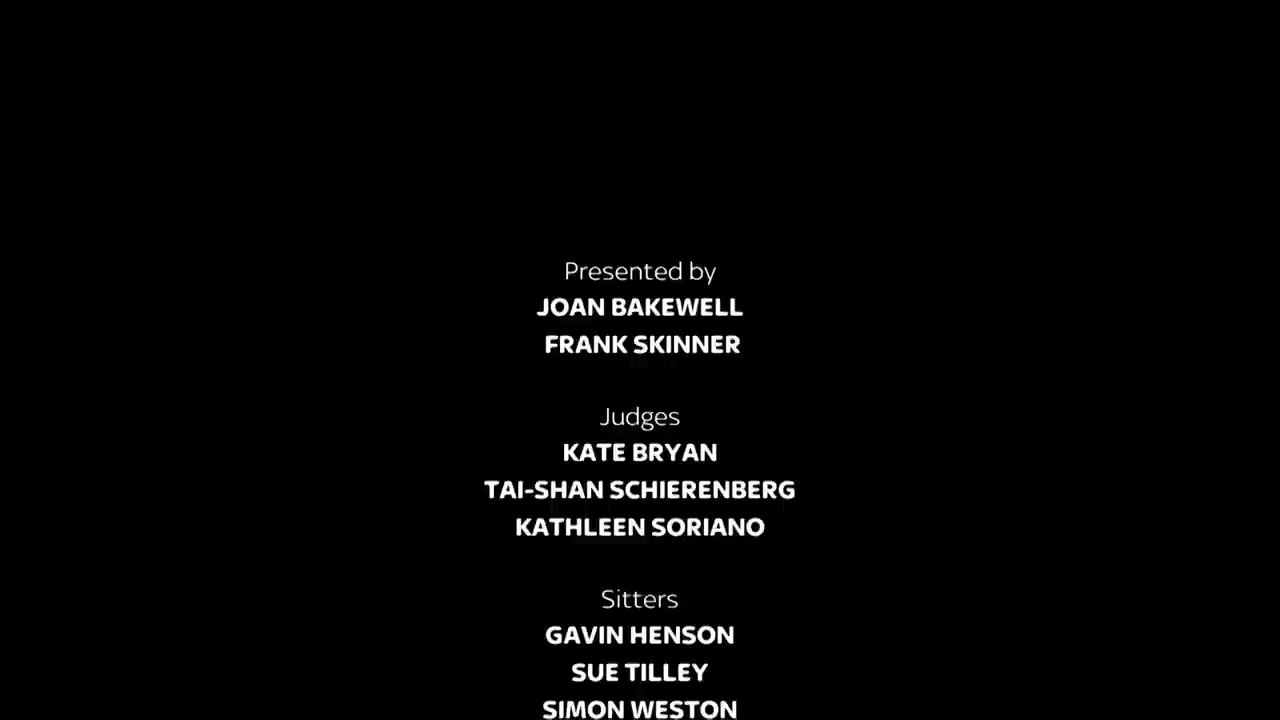 Presented by
JOAN BAKEWELL
FRANK SKINNER
Judges
KATE BRYAN
TAI-SHAN SCHIERENBERG
KATHLEEN SORIANO
Sitters
GAVIN HENSON
SUE TILLEY
SIMON WESTON